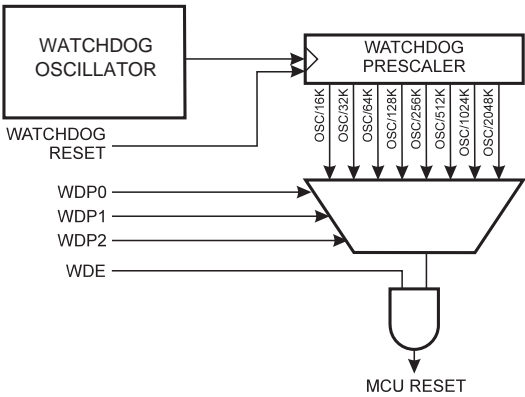 WATCHDOG
OSCILLATOR
WATCHDOG
PRESCALER
OSC/16K
OSC/32K
OSC/64K
OSC/128K
OSC/256K
OSC/512K
OSC/1024K
OSC/2048K
WATCHDOG
RESET
WDP0
WDP1
WDP2
WDE
MCU RESET